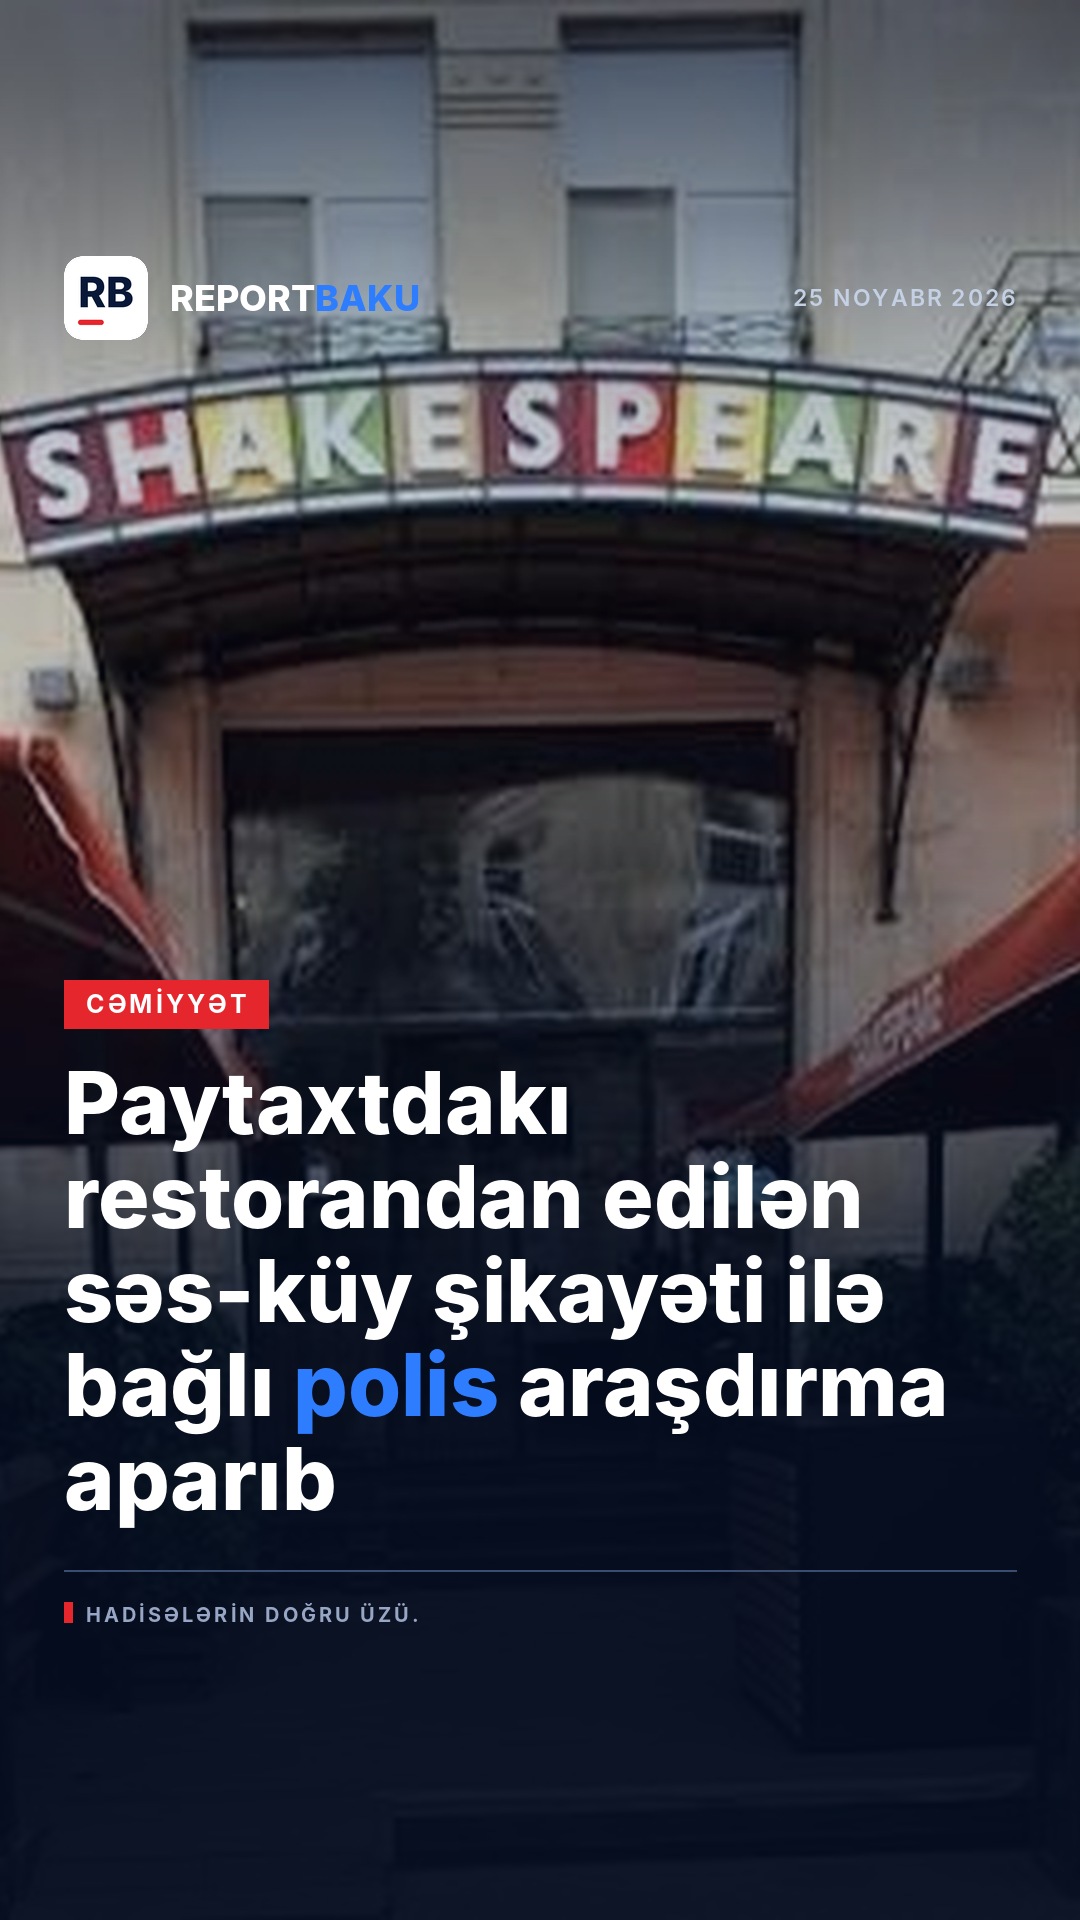 RB
REPORTBAKU
25 NOYABR 2026
SHAKESPEARE
CƏMİYYƏT
Paytaxtdakı
restorandan edilən
səs-küy şikayəti ilə
bağlı polis araşdırma
aparıb
HADİSƏLƏRİN DOĞRU ÜZÜ.